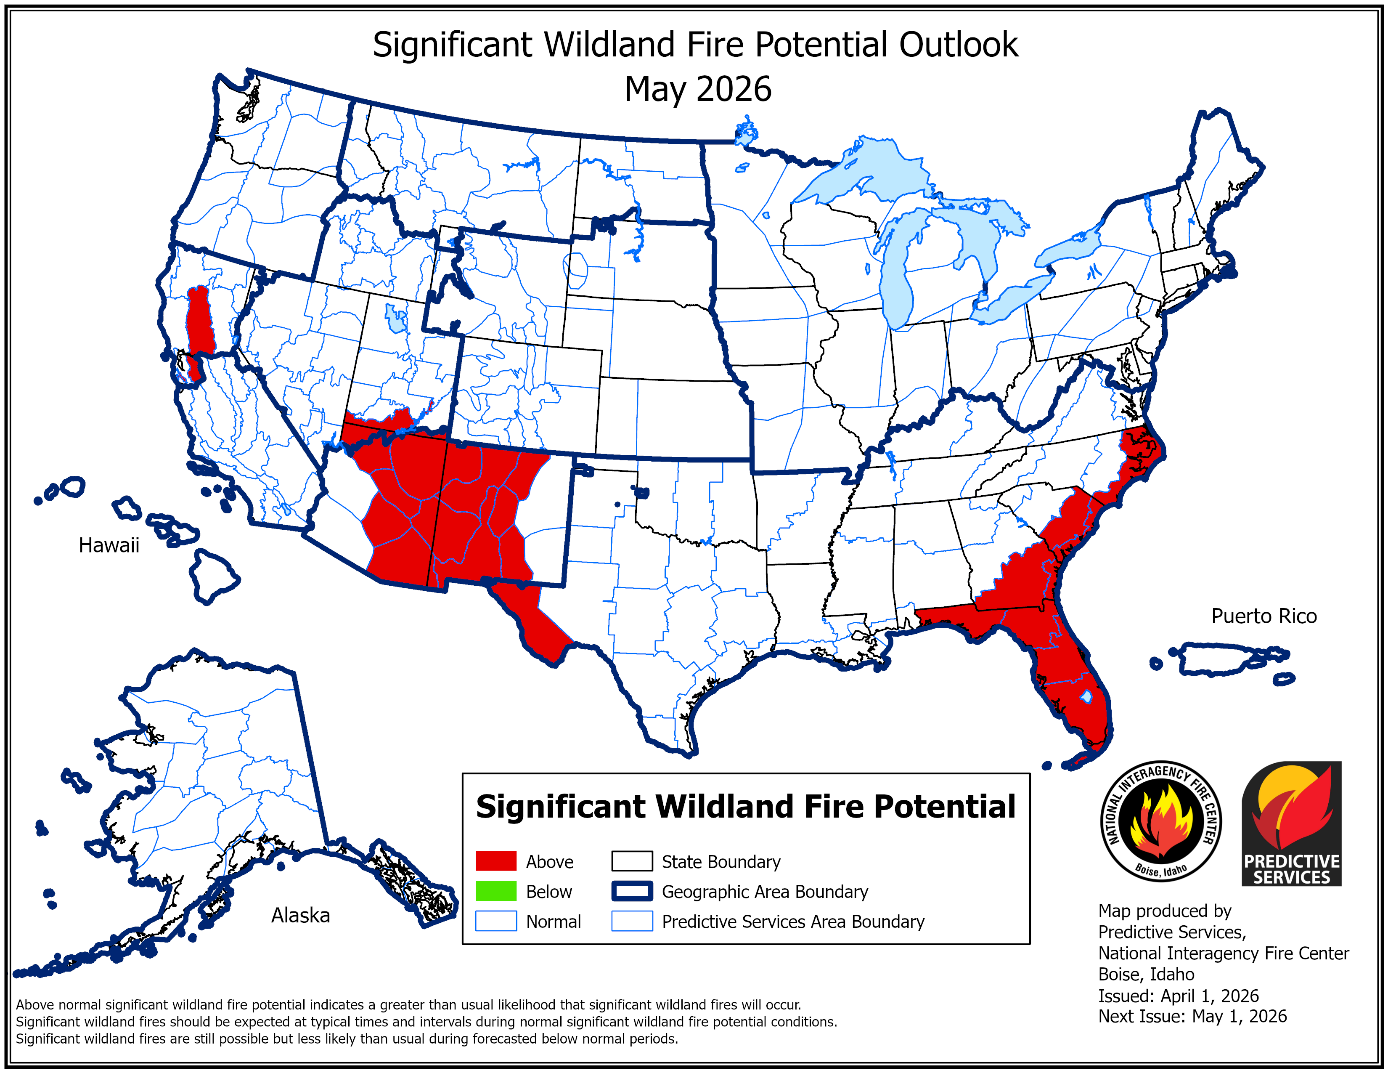 Significant Wildland Fire Potential Outlook
May 2026
Hawaii
Puerto Rico
Alaska
Significant Wildland Fire Potential
Above
State Boundary
Below
Geographic Area Boundary
Normal
Predictive Services Area Boundary
NATIONAL INTERAGENCY FIRE CENTER
Boise, Idaho
PREDICTIVE
SERVICES
Map produced by
Predictive Services,
National Interagency Fire Center
Boise, Idaho
Issued: April 1, 2026
Next Issue: May 1, 2026
Above normal significant wildland fire potential indicates a greater than usual likelihood that significant wildland fires will occur.
Significant wildland fires should be expected at typical times and intervals during normal significant wildland fire potential conditions.
Significant wildland fires are still possible but less likely than usual during forecasted below normal periods.